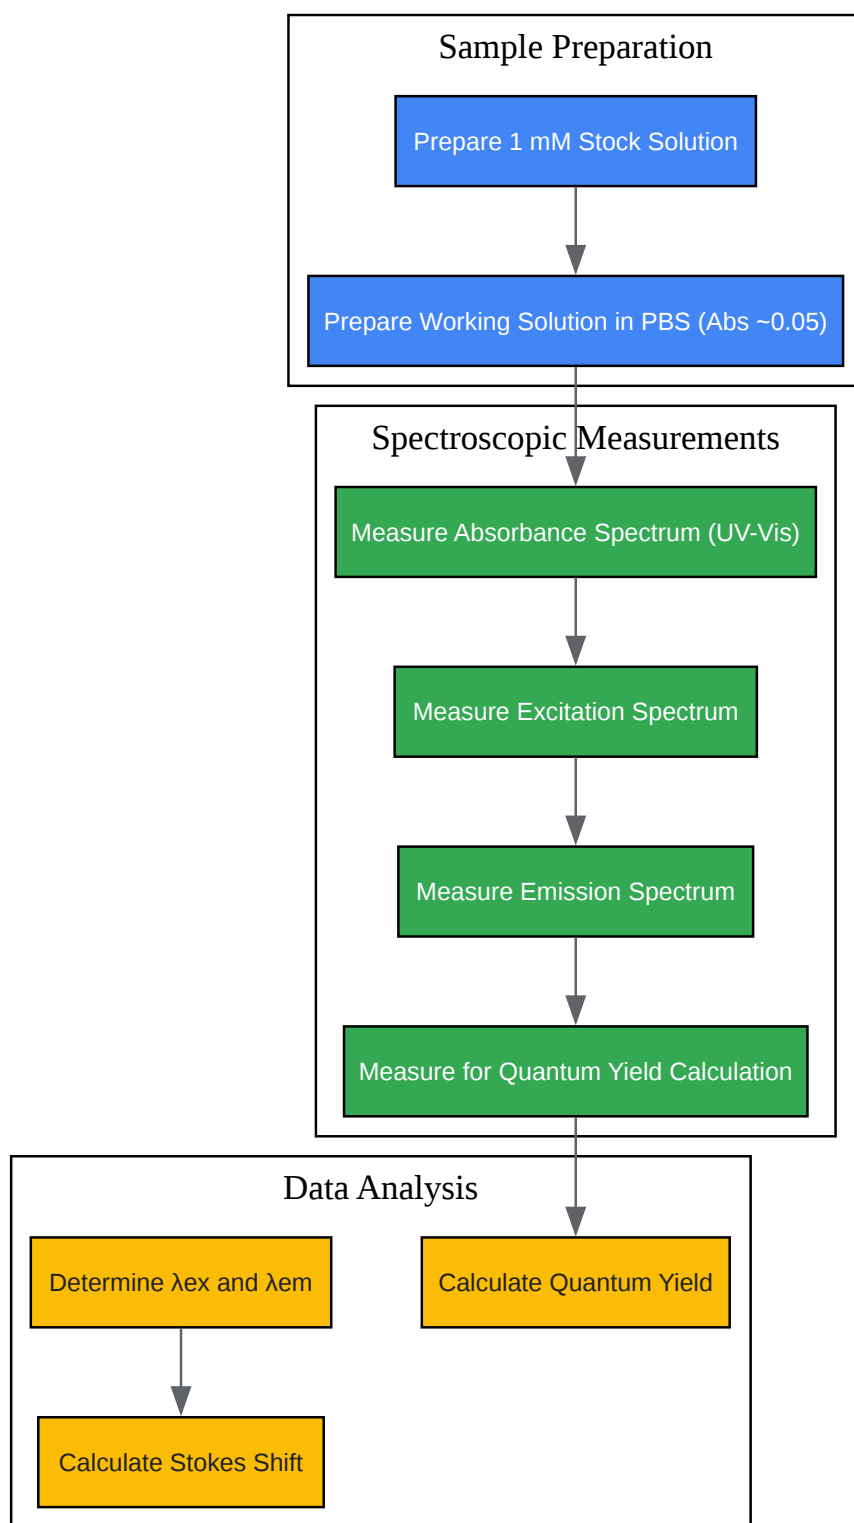 Sample Preparation
Prepare 1 mM Stock Solution
Prepare Working Solution in PBS (Abs ~0.05)
Spectroscopic Measurements
Measure Absorbance Spectrum (UV-Vis)
Measure Excitation Spectrum
Measure Emission Spectrum
Measure for Quantum Yield Calculation
Data Analysis
Determine λex and λem
Calculate Quantum Yield
Calculate Stokes Shift